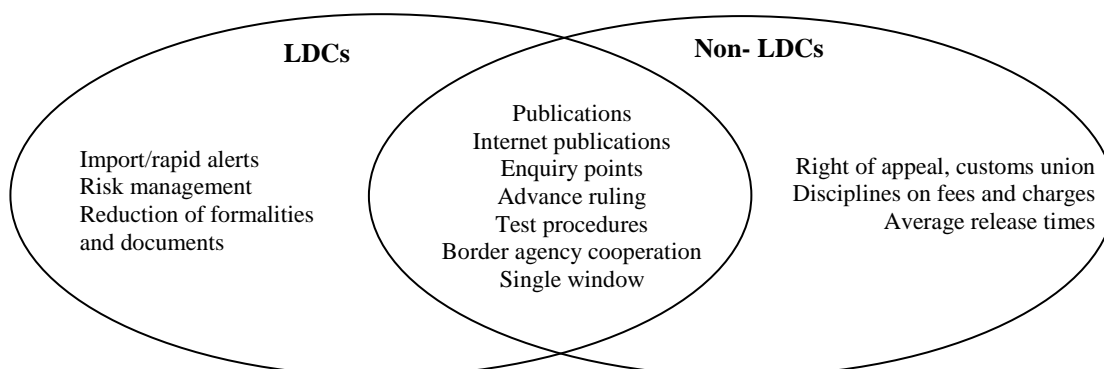 LDCs
Non- LDCs
Import/rapid alerts
Risk management
Reduction of formalities
and documents
Publications
Internet publications
Enquiry points
Advance ruling
Test procedures
Border agency cooperation
Single window
Right of appeal, customs union
Disciplines on fees and charges
Average release times